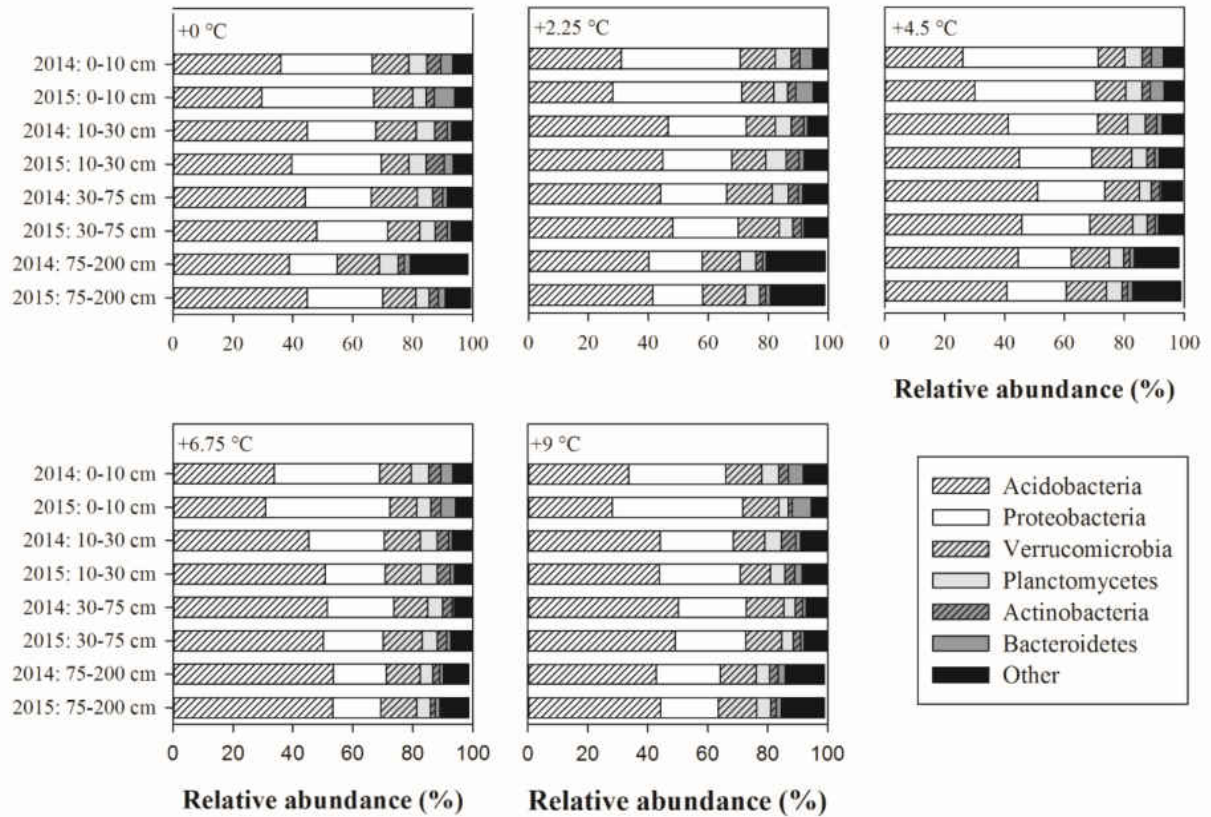 +0 °C
+2.25 °C
+4.5 °C
2014: 0-10 cm
2015: 0-10 cm
2014: 10-30 cm
2015: 10-30 cm
2014: 30-75 cm
2015: 30-75 cm
2014: 75-200 cm
2015: 75-200 cm
0 20 40 60 80 100
0 20 40 60 80 100
0 20 40 60 80 100
Relative abundance (%)
+6.75 °C
+9 °C
2014: 0-10 cm
2015: 0-10 cm
2014: 10-30 cm
2015: 10-30 cm
2014: 30-75 cm
2015: 30-75 cm
2014: 75-200 cm
2015: 75-200 cm
0 20 40 60 80 100
0 20 40 60 80 100
Relative abundance (%)
Relative abundance (%)
Acidobacteria
Proteobacteria
Verrucomicrobia
Planctomycetes
Actinobacteria
Bacteroidetes
Other